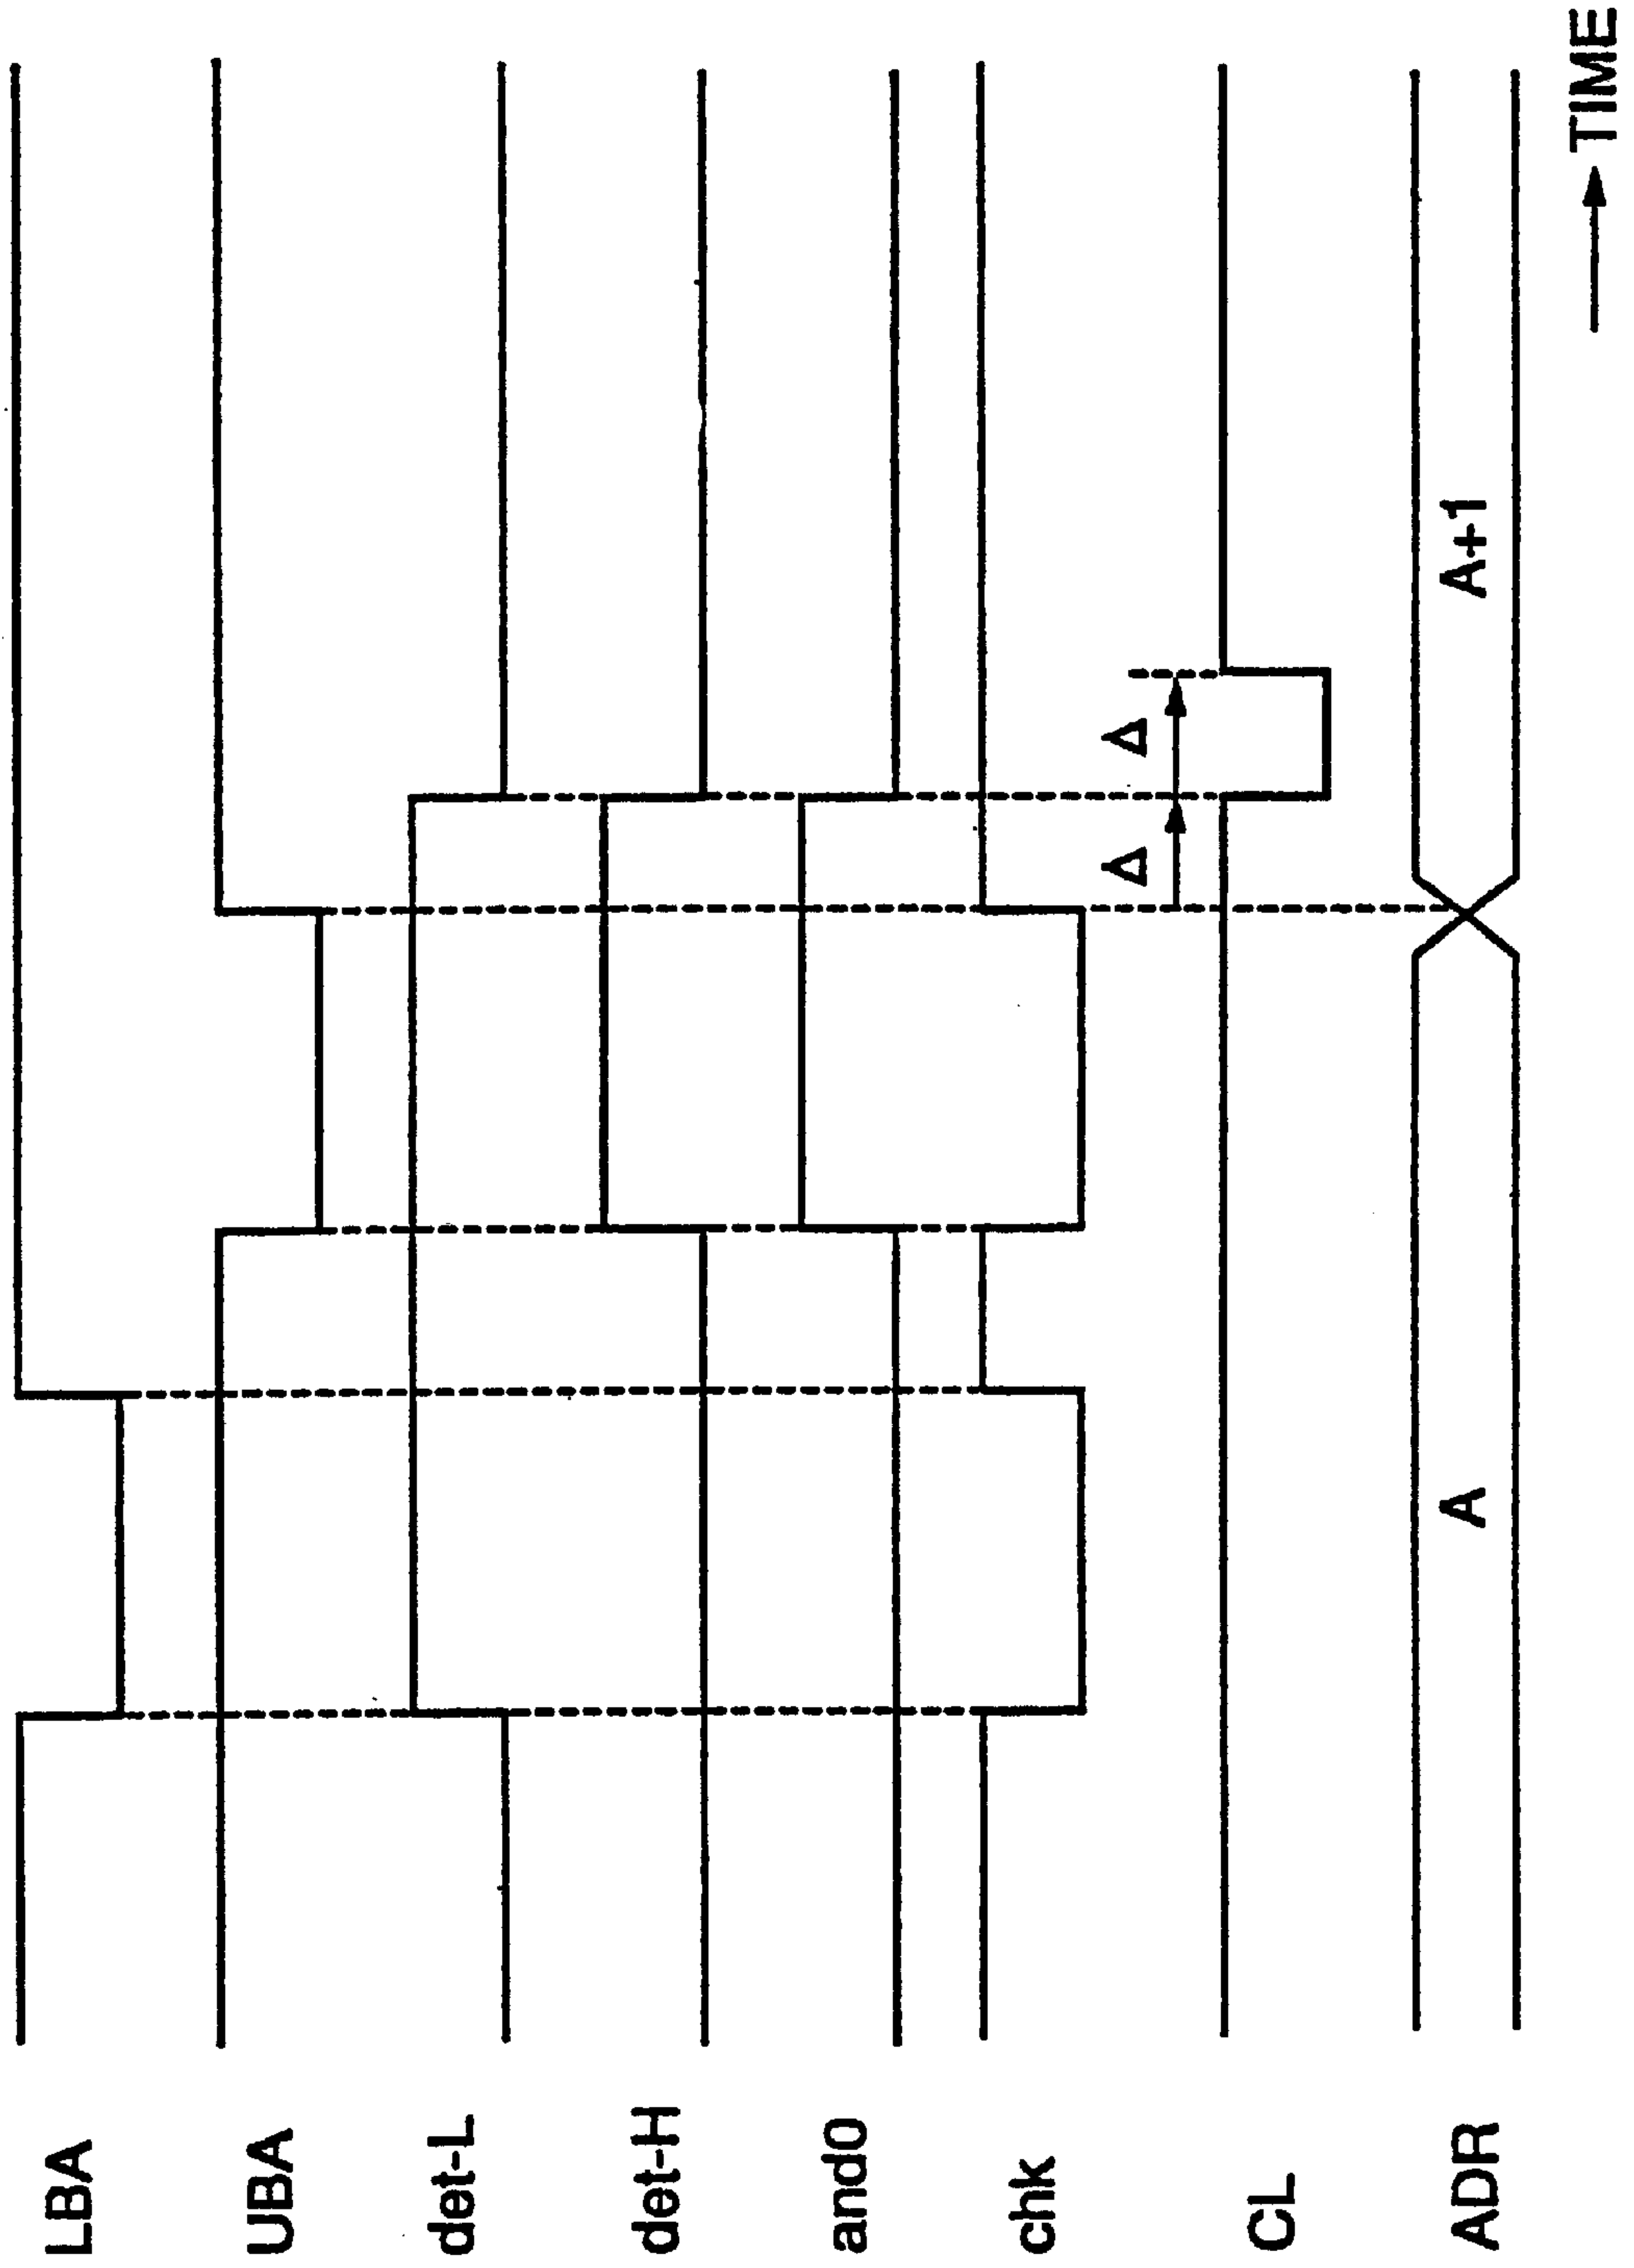 LBA
UBA
det-L
det-H
and0
chk
Δ Δ
CL
ADR A A+1
TIME